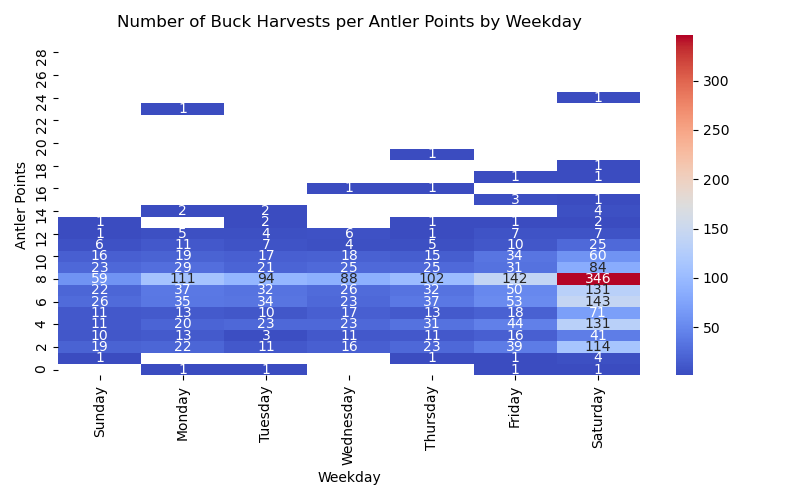 Number of Buck Harvests per Antler Points by Weekday
Antler Points
28
26
24 1
1
22
20
1
18 1
1 1
16 1 1
3 1
14 2 2 4
1 2 1 1 2
12 1 5 4 6 1 7 7
6 11 7 4 5 10 25
10 16 19 17 18 15 34 60
23 29 21 25 25 31 84
8 59 111 94 88 102 142 346
22 37 32 26 32 50 131
6 26 35 34 23 37 53 143
11 13 10 17 13 18 71
4 11 20 23 23 31 44 131
10 13 3 11 11 16 41
2 19 22 11 16 23 39 114
1 1 1 4
0 1 1 1 1
Sunday Monday Tuesday Wednesday Thursday Friday Saturday
Weekday
300
250
200
150
100
50